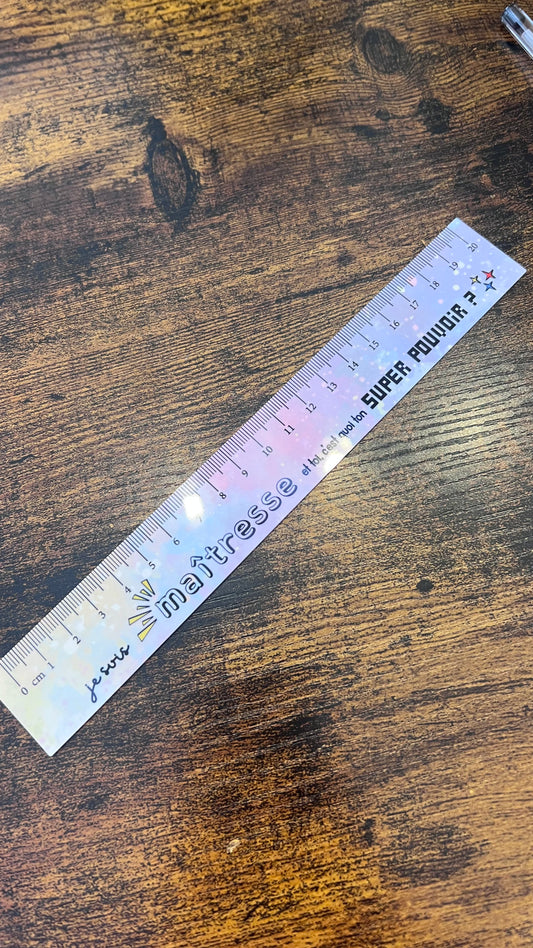 0 cm 1 2 3 4 5 6 7 8 9 10 11 12 13 14 15 16 17 18 19 20
je suis maîtresse et toi, c'est quoi ton SUPER POUVOIR ?